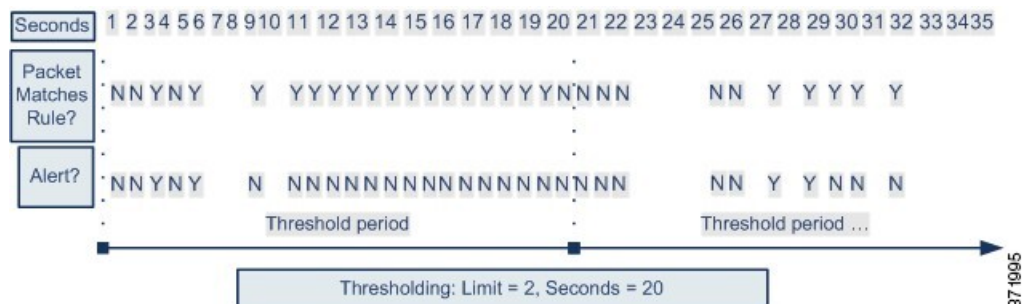 Seconds 1 2 3 4 5 6 7 8 9 10 11 12 13 14 15 16 17 18 19 20 21 22 23 24 25 26 27 28 29 30 31 32 33 34 35
Packet
Matches
Rule?
N N Y N Y Y Y Y Y Y Y Y Y Y Y Y Y Y Y Y N N N N N N Y Y Y Y Y
Alert?
N N Y N Y N N N N N N N N N N N N N N N N N N N N N Y Y N N N
Threshold period
Threshold period ...
Thresholding: Limit = 2, Seconds = 20
371995